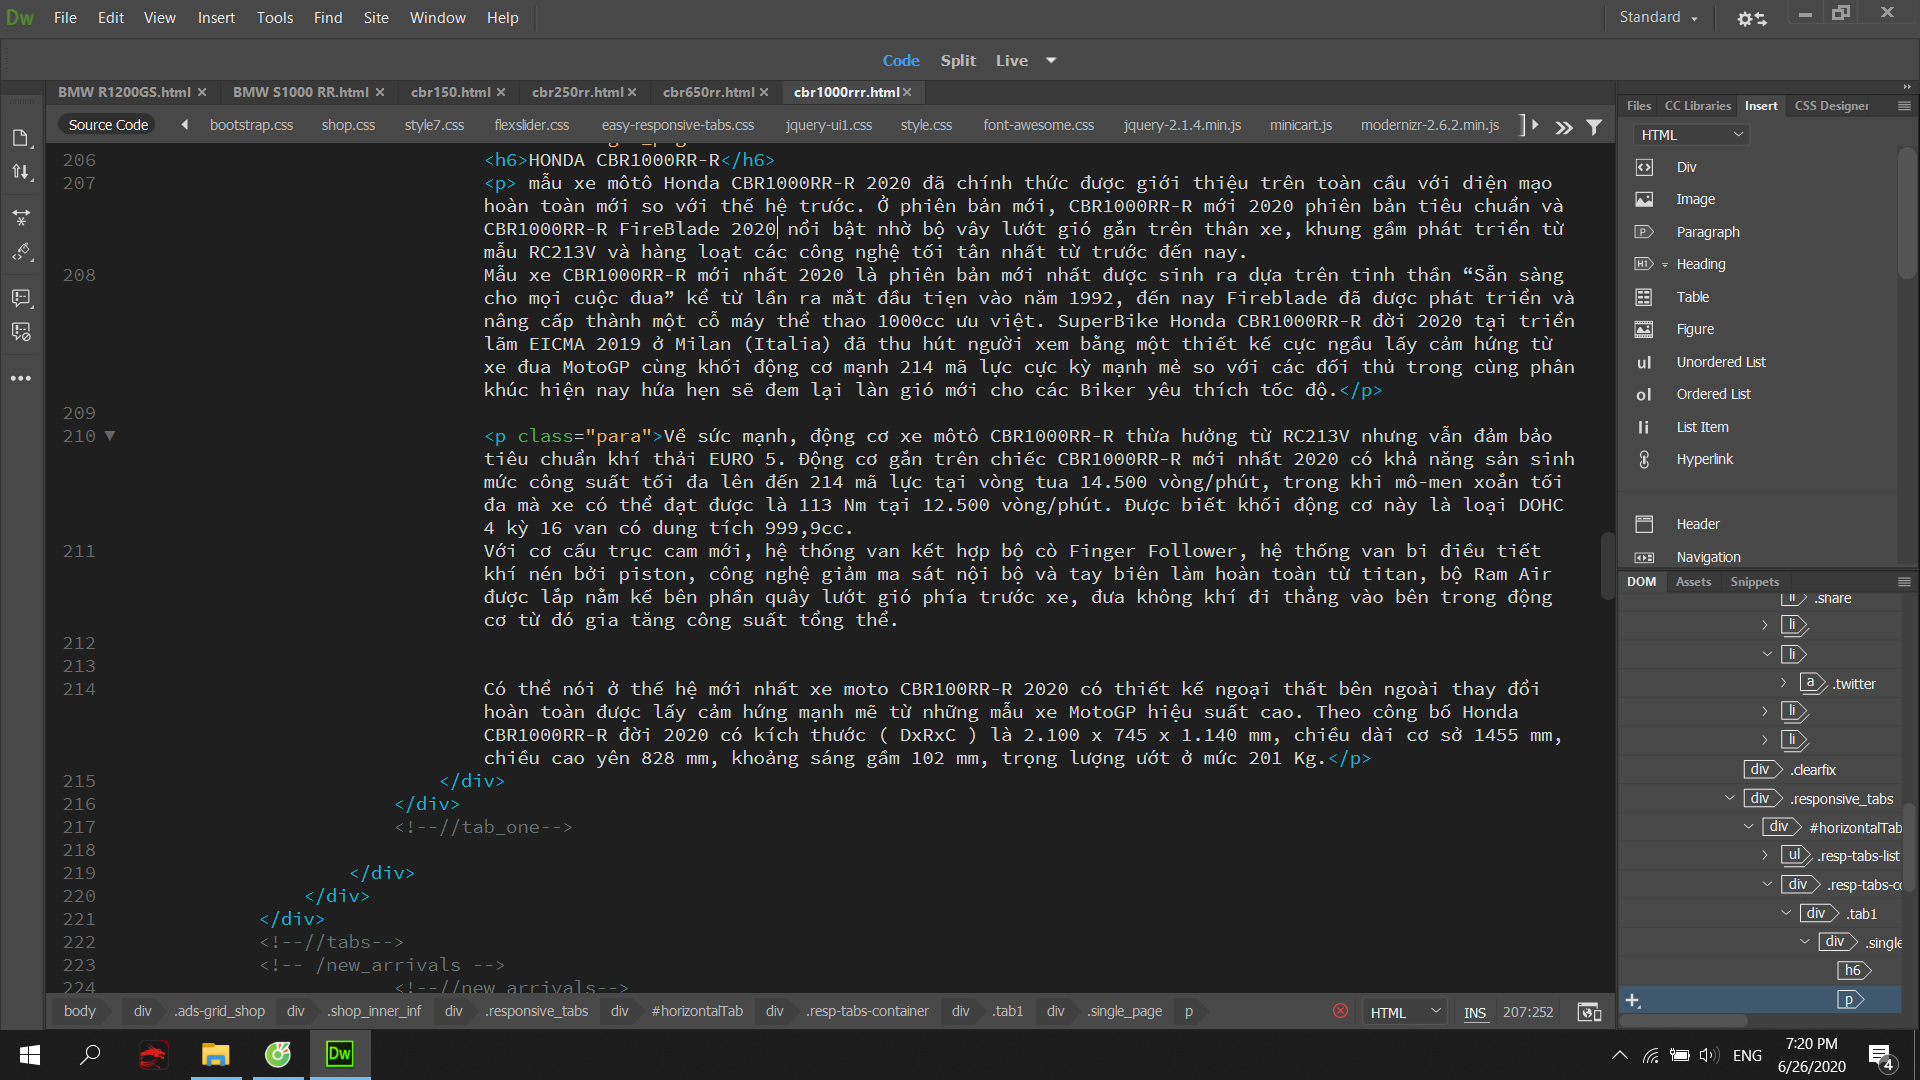 Dw File Edit View Insert Tools Find Site Window Help Standard
Code Split Live
BMW R1200GS.html BMW S1000 RR.html cbr150.html cbr250rr.html cbr650rr.html cbr1000rrr.html
Source Code bootstrap.css shop.css style7.css flexslider.css easy-responsive-tabs.css jquery-ui1.css style.css font-awesome.css jquery-2.1.4.min.js minicart.js modernizr-2.6.2.min.js
206 <h6>HONDA CBR1000RR-R</h6>
207 <p> mẫu xe môtô Honda CBR1000RR-R 2020 đã chính thức được giới thiệu trên toàn cầu với diện mạo
hoàn toàn mới so với thế hệ trước. Ở phiên bản mới, CBR1000RR-R mới 2020 phiên bản tiêu chuẩn và
CBR1000RR-R FireBlade 2020 nổi bật nhờ bộ vây lướt gió gắn trên thân xe, khung gầm phát triển từ
mẫu RC213V và hàng loạt các công nghệ tối tân nhất từ trước đến nay.
208 Mẫu xe CBR1000RR-R mới nhất 2020 là phiên bản mới nhất được sinh ra dựa trên tinh thần “Sẵn sàng
cho mọi cuộc đua” kể từ lần ra mắt đầu tiẹn vào năm 1992, đến nay Fireblade đã được phát triển và
nâng cấp thành một cỗ máy thể thao 1000cc ưu việt. SuperBike Honda CBR1000RR-R đời 2020 tại triển
lãm EICMA 2019 ở Milan (Italia) đã thu hút người xem bằng một thiết kế cực ngầu lấy cảm hứng từ
xe đua MotoGP cùng khối động cơ mạnh 214 mã lực cực kỳ mạnh mẻ so với các đối thủ trong cùng phân
khúc hiện nay hứa hẹn sẽ đem lại làn gió mới cho các Biker yêu thích tốc độ.</p>
209
210 <p class="para">Về sức mạnh, động cơ xe môtô CBR1000RR-R thừa hưởng từ RC213V nhưng vẫn đảm bảo
tiêu chuẩn khí thải EURO 5. Động cơ gắn trên chiếc CBR1000RR-R mới nhất 2020 có khả năng sản sinh
mức công suất tối đa lên đến 214 mã lực tại vòng tua 14.500 vòng/phút, trong khi mô-men xoắn tối
đa mà xe có thể đạt được là 113 Nm tại 12.500 vòng/phút. Được biết khối động cơ này là loại DOHC
4 kỳ 16 van có dung tích 999,9cc.
211 Với cơ cấu trục cam mới, hệ thống van kết hợp bộ cò Finger Follower, hệ thống van bi điều tiết
khí nén bởi piston, công nghệ giảm ma sát nội bộ và tay biên làm hoàn toàn từ titan, bộ Ram Air
được lắp nằm kế bên phần quây lướt gió phía trước xe, đưa không khí đi thẳng vào bên trong động
cơ từ đó gia tăng công suất tổng thể.
212
213
214 Có thể nói ở thế hệ mới nhất xe moto CBR100RR-R 2020 có thiết kế ngoại thất bên ngoài thay đổi
hoàn toàn được lấy cảm hứng mạnh mẽ từ những mẫu xe MotoGP hiệu suất cao. Theo công bố Honda
CBR1000RR-R đời 2020 có kích thước ( DxRxC ) là 2.100 x 745 x 1.140 mm, chiều dài cơ sở 1455 mm,
chiều cao yên 828 mm, khoảng sáng gầm 102 mm, trọng lượng ướt ở mức 201 Kg.</p>
215 </div>
216 </div>
217 <!--//tab_one-->
218
219 </div>
220 </div>
221 </div>
222 <!--//tabs-->
223 <!-- /new_arrivals -->
224 <!--//new_arrivals-->
body div .ads-grid_shop div .shop_inner_inf div .responsive_tabs div #horizontalTab div .resp-tabs-container div .tab1 div .single_page p HTML INS 207:252
Files CC Libraries Insert CSS Designer
HTML
Div
Image
Paragraph
H1 Heading
Table
Figure
ul Unordered List
ol Ordered List
li List Item
Hyperlink
Header
Navigation
DOM Assets Snippets
li .share
li
li
a .twitter
li
li
div .clearfix
div .responsive_tabs
div #horizontalTab
ul .resp-tabs-list
div .resp-tabs-co
div .tab1
div .single
h6
p
Dw
ENG
7:20 PM
6/26/2020
4